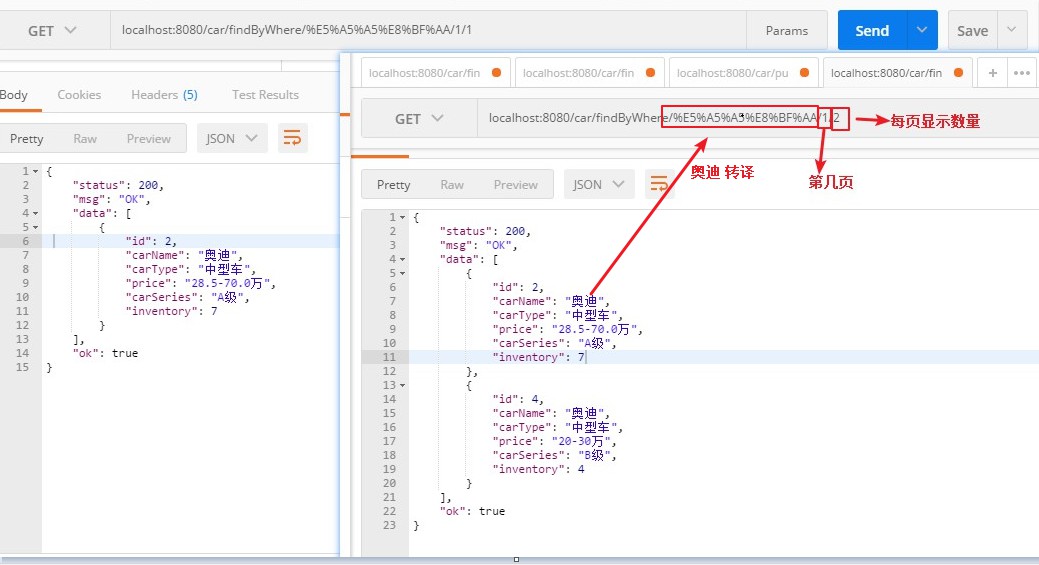 GET
localhost:8080/car/findByWhere/%E5%A5%A5%E8%BF%AA/1/1
Params
Send
Save
Body
Cookies
Headers (5)
Test Results
Pretty
Raw
Preview
JSON
1 {
2 "status": 200,
3 "msg": "OK",
4 "data": [
5 {
6 "id": 2,
7 "carName": "奥迪",
8 "carType": "中型车",
9 "price": "28.5-70.0万",
10 "carSeries": "A级",
11 "inventory": 7
12 }
13 ],
14 "ok": true
15 }
localhost:8080/car/fin
localhost:8080/car/fin
localhost:8080/car/pu
localhost:8080/car/fin
+
GET
localhost:8080/car/findByWhere/%E5%A5%A5%E8%BF%AA/1/2
每页显示数量
奥迪 转译
第几页
Pretty
Raw
Preview
JSON
1 {
2 "status": 200,
3 "msg": "OK",
4 "data": [
5 {
6 "id": 2,
7 "carName": "奥迪",
8 "carType": "中型车",
9 "price": "28.5-70.0万",
10 "carSeries": "A级",
11 "inventory": 7
12 },
13 {
14 "id": 4,
15 "carName": "奥迪",
16 "carType": "中型车",
17 "price": "20-30万",
18 "carSeries": "B级",
19 "inventory": 4
20 }
21 ],
22 "ok": true
23 }